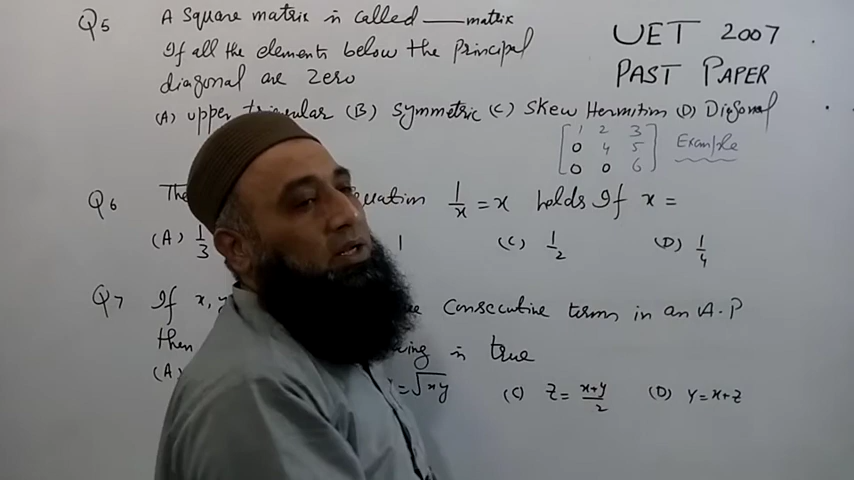 Q5 A square matrix is called ____ matrix
If all the elements below the Principal
diagonal are Zero
(A) upper triangular (B) Symmetric (C) Skew Hermitian (D) Diagonal
UET 2007
PAST PAPER
1 2 3
0 4 5
0 0 6
Example
Q6 The equation 1/x = x holds If x =
(A) 1/3 1 (C) 1/2 (D) 1/4
Q7 If x, Consecutive terms in an A.P
then is true
(A) = √xy (C) Z = x+y/2 (D) Y = x+z